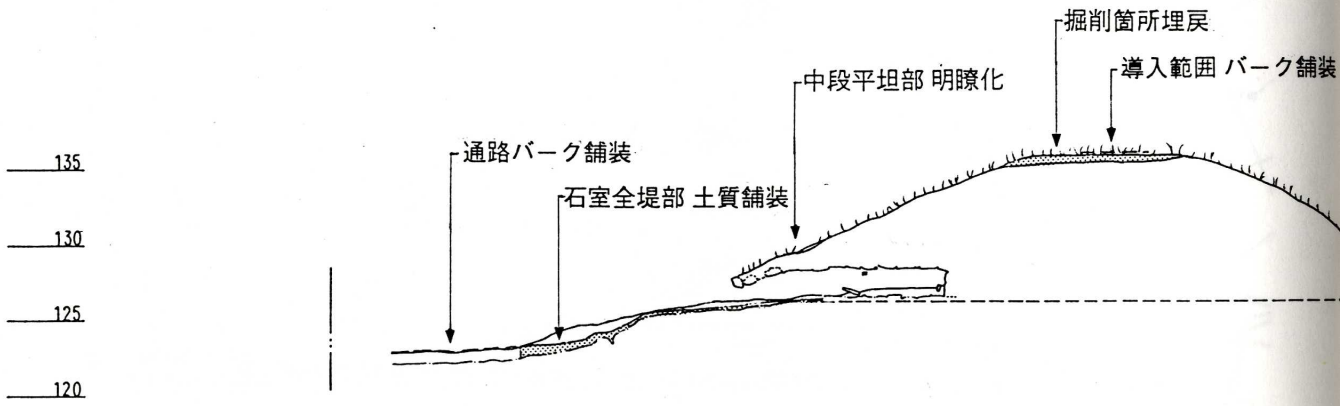 掘削箇所埋戻
導入範囲 バーク舗装
中段平坦部 明瞭化
通路バーク舗装
石室全堤部 土質舗装
135
130
125
120